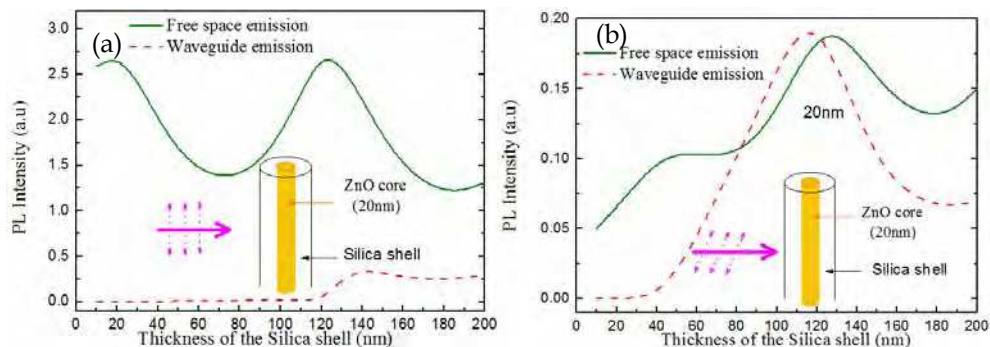 (a)
Free space emission
Waveguide emission
PL Intensity (a.u)
3.0
2.5
2.0
1.5
1.0
0.5
0.0
ZnO core
(20nm)
Silica shell
0 20 40 60 80 100 120 140 160 180 200
Thickness of the Silica shell (nm)
(b)
Free space emission
Waveguide emission
20nm
PL Intensity (a.u)
0.20
0.15
0.10
0.05
0.00
ZnO core
(20nm)
Silica shell
0 20 40 60 80 100 120 140 160 180 200
Thickness of the Silica shell (nm)